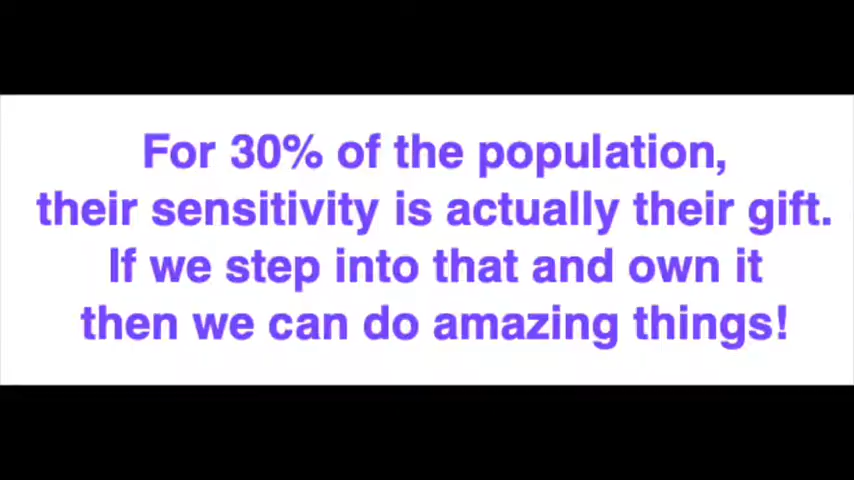 For 30% of the population,
their sensitivity is actually their gift.
If we step into that and own it
then we can do amazing things!